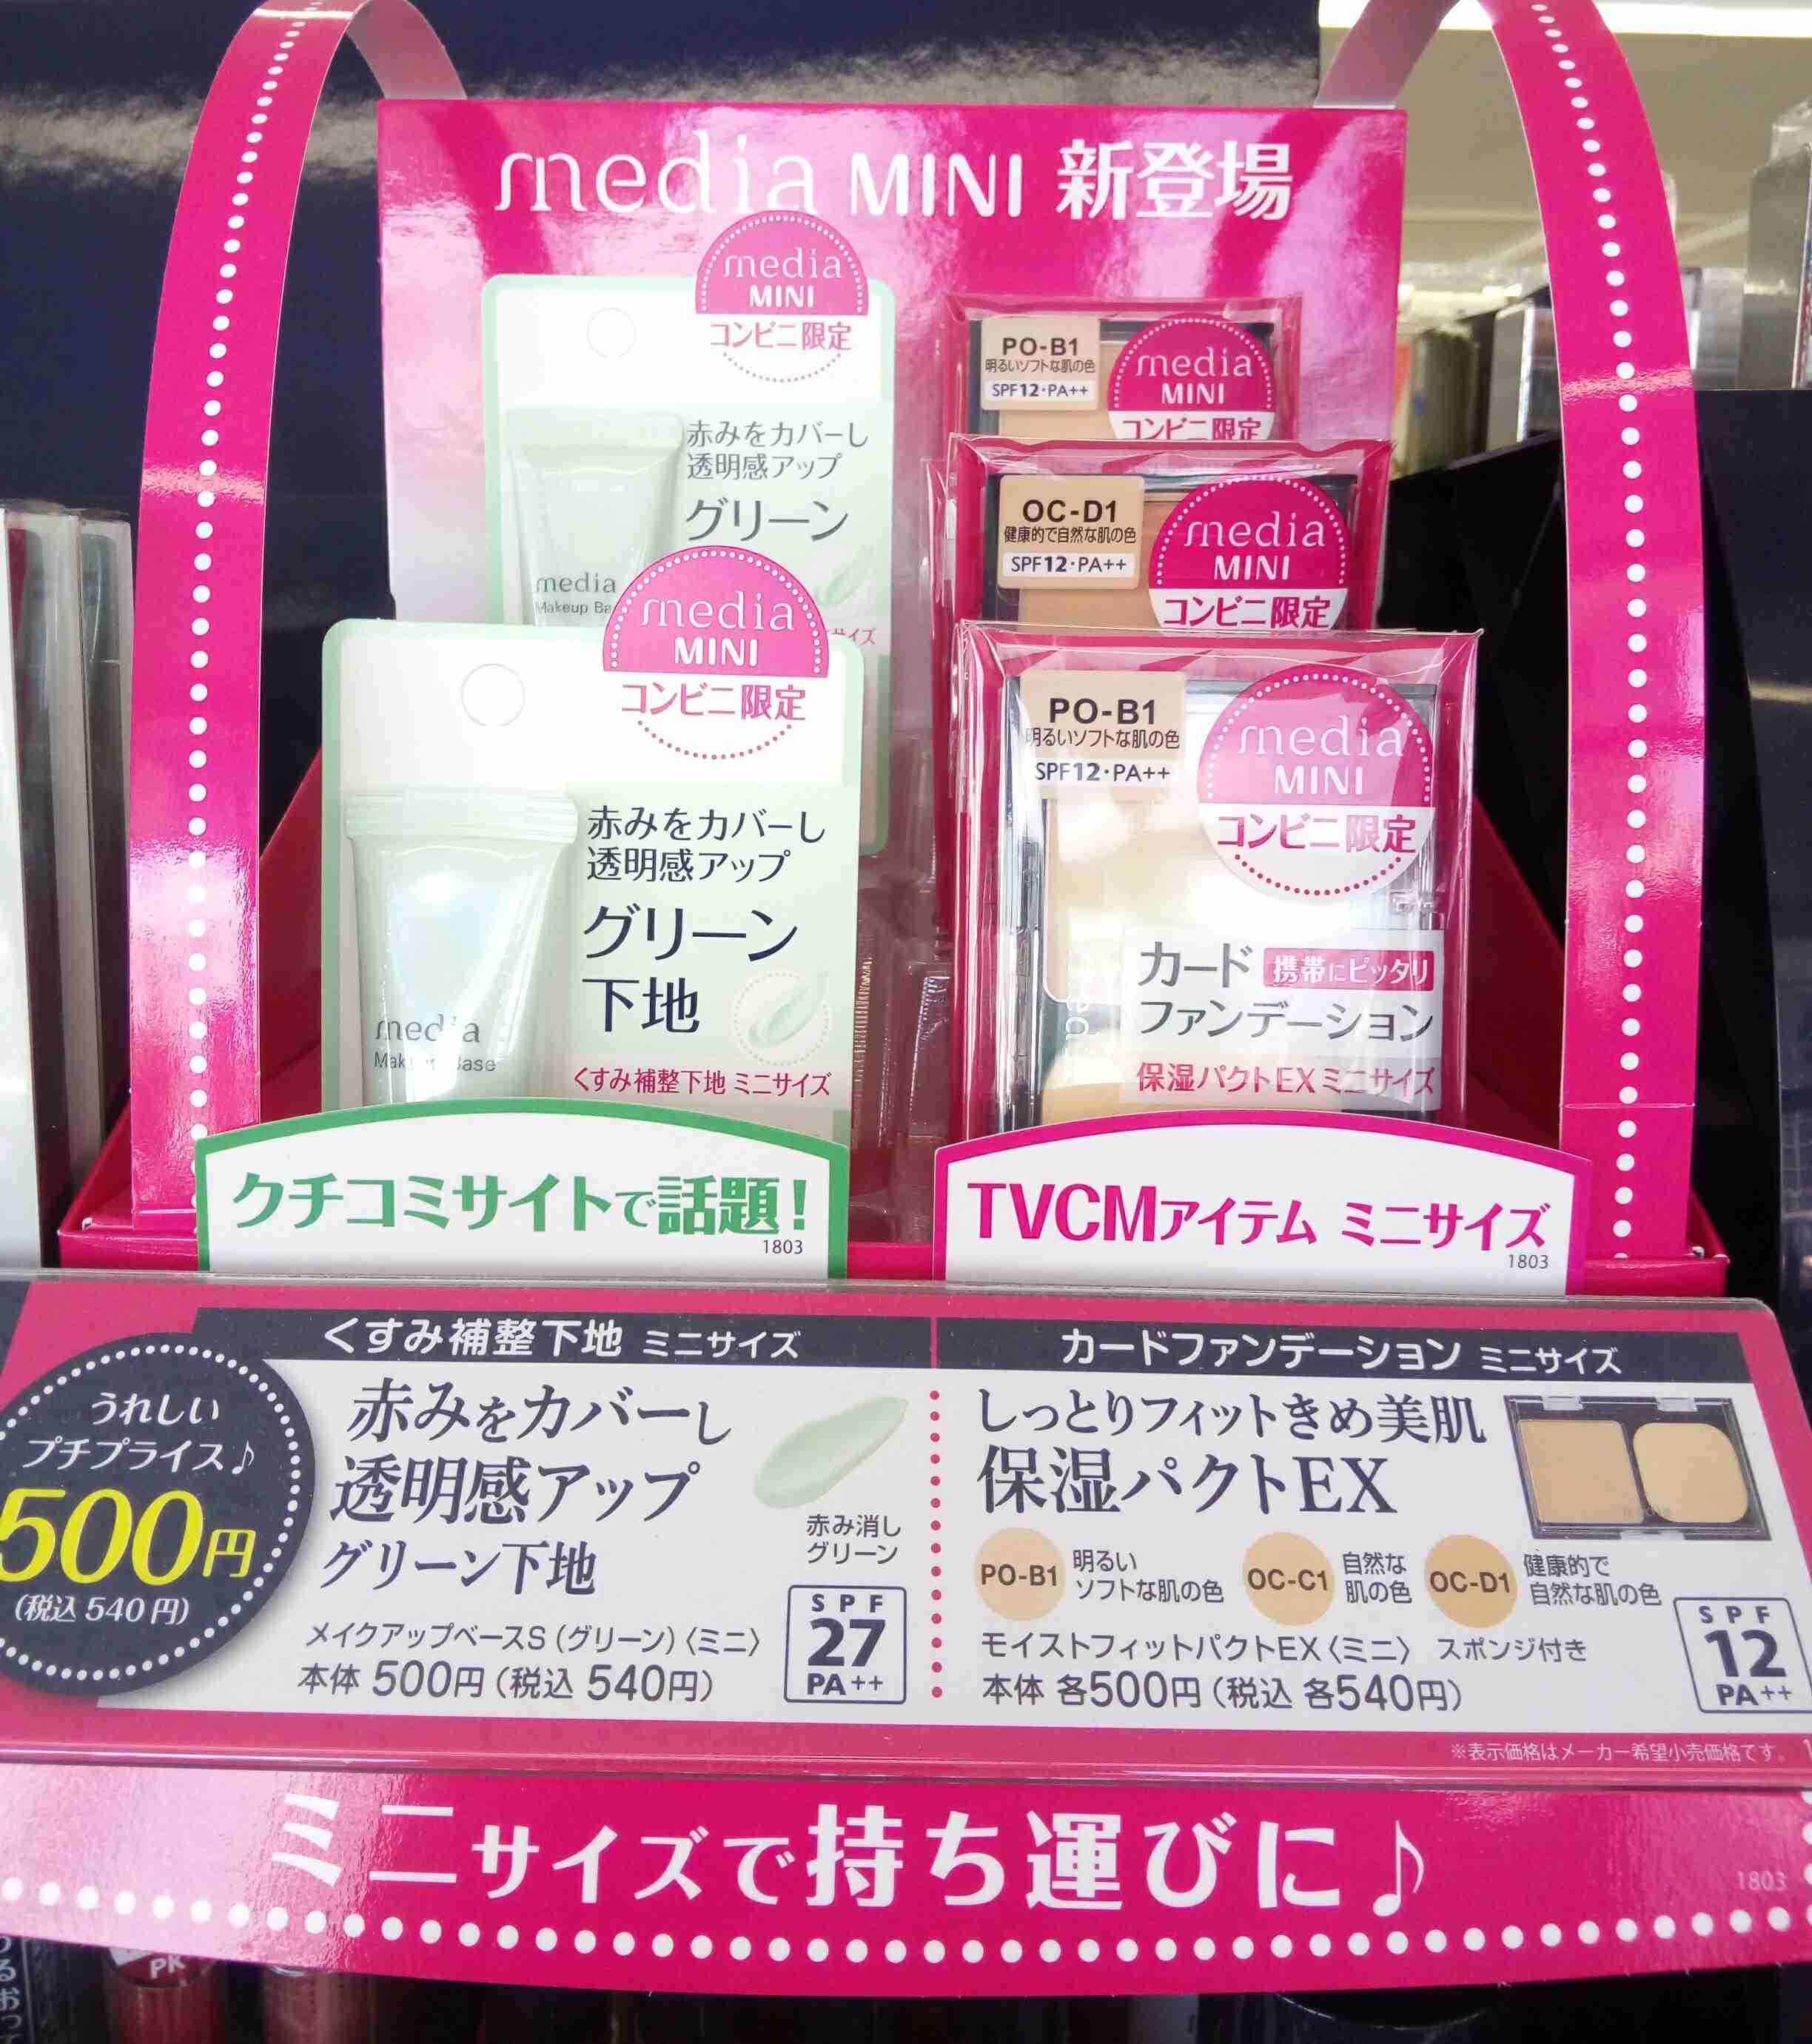 media MINI 新登場
media
MINI
コンビニ限定
赤みをカバーし
透明感アップ
グリーン
media
Makeup
media
MINI
コンビニ限定
赤みをカバーし
透明感アップ
グリーン
下地
media
Makeup Base
くすみ補整下地 ミニサイズ
PO-B1
明るいソフトな肌の色
SPF12・PA++
media
MINI
コンビニ限定
OC-D1
健康的で自然な肌の色
SPF12・PA++
media
MINI
コンビニ限定
PO-B1
明るいソフトな肌の色
SPF12・PA++
media
MINI
コンビニ限定
カード 携帯にピッタリ
ファンデーション
保湿パクトEXミニサイズ
クチコミサイトで話題!
1803
TVCMアイテム ミニサイズ
1803
うれしい
プチプライス♪
500円
(税込 540 円)
くすみ補整下地 ミニサイズ
赤みをカバーし
透明感アップ
グリーン下地
赤み消し
グリーン
メイクアップベースS(グリーン)〈ミニ〉
本体 500円(税込 540円)
SPF
27
PA++
カードファンデーション ミニサイズ
しっとりフィットきめ美肌
保湿パクトEX
PO-B1 明るい
ソフトな肌の色
OC-C1 自然な
肌の色
OC-D1 健康的で
自然な肌の色
モイストフィットパクトEX〈ミニ〉 スポンジ付き
本体 各500円(税込 各540円)
SPF
12
PA++
※表示価格はメーカー希望小売価格です。
ミニサイズで持ち運びに♪
1803
PK